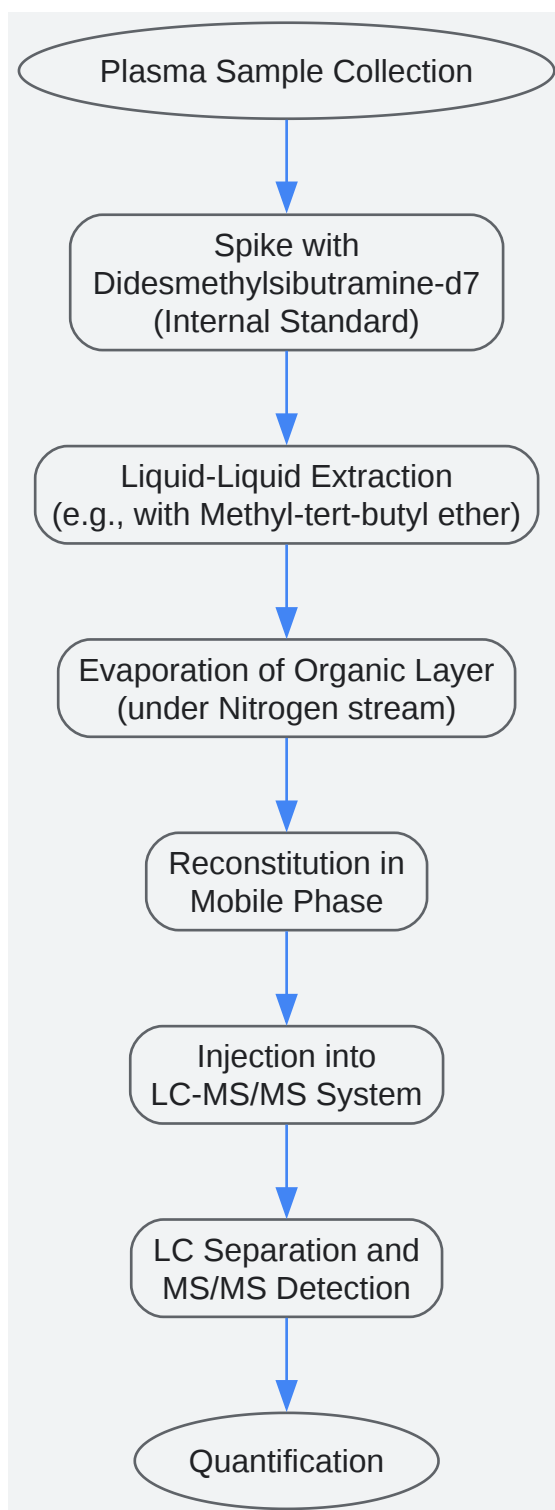 Plasma Sample Collection
Spike with
Didesmethylsibutramine-d7
(Internal Standard)
Liquid-Liquid Extraction
(e.g., with Methyl-tert-butyl ether)
Evaporation of Organic Layer
(under Nitrogen stream)
Reconstitution in
Mobile Phase
Injection into
LC-MS/MS System
LC Separation and
MS/MS Detection
Quantification